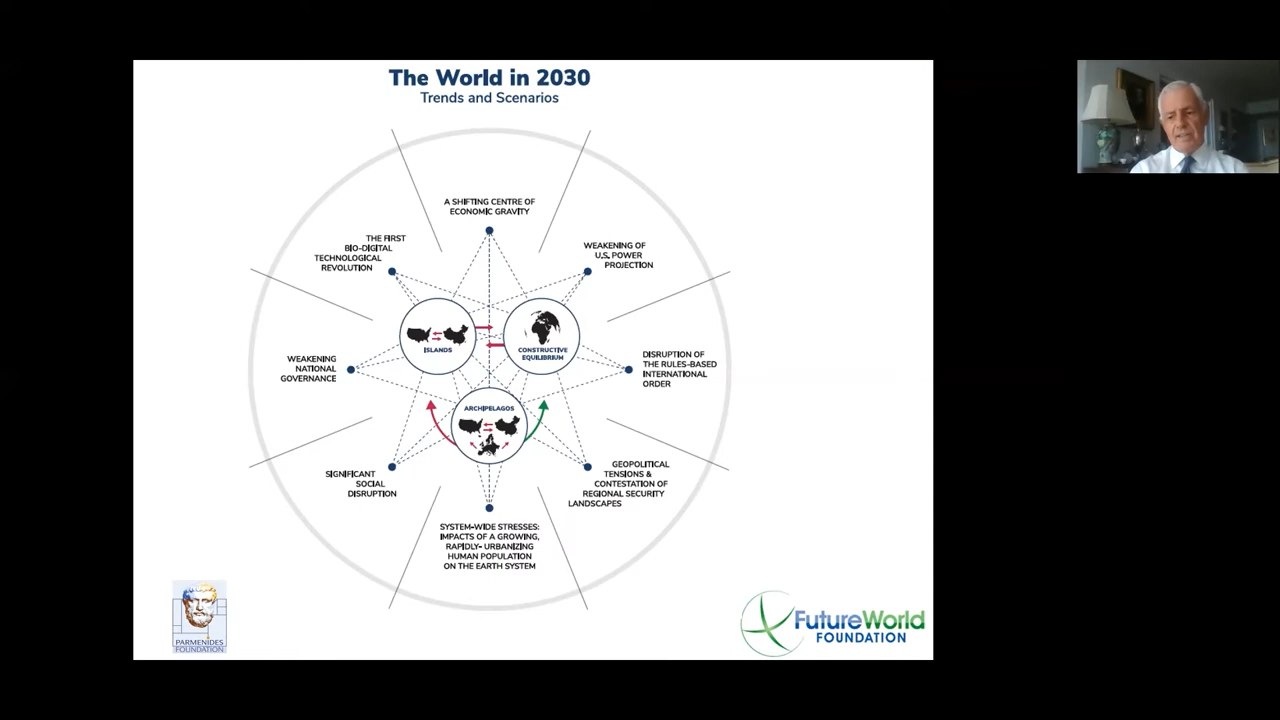 The World in 2030
Trends and Scenarios
A SHIFTING CENTRE OF
ECONOMIC GRAVITY
THE FIRST
BIO-DIGITAL
TECHNOLOGICAL
REVOLUTION
WEAKENING OF
U.S. POWER
PROJECTION
ISLANDS
CONSTRUCTIVE
EQUILIBRIUM
WEAKENING
NATIONAL
GOVERNANCE
DISRUPTION OF
THE RULES-BASED
INTERNATIONAL
ORDER
ARCHIPELAGOS
SIGNIFICANT
SOCIAL
DISRUPTION
GEOPOLITICAL
TENSIONS &
CONTESTATION OF
REGIONAL SECURITY
LANDSCAPES
SYSTEM-WIDE STRESSES:
IMPACTS OF A GROWING,
RAPIDLY- URBANIZING
HUMAN POPULATION
ON THE EARTH SYSTEM
PARMENIDES
FOUNDATION
FutureWorld
FOUNDATION